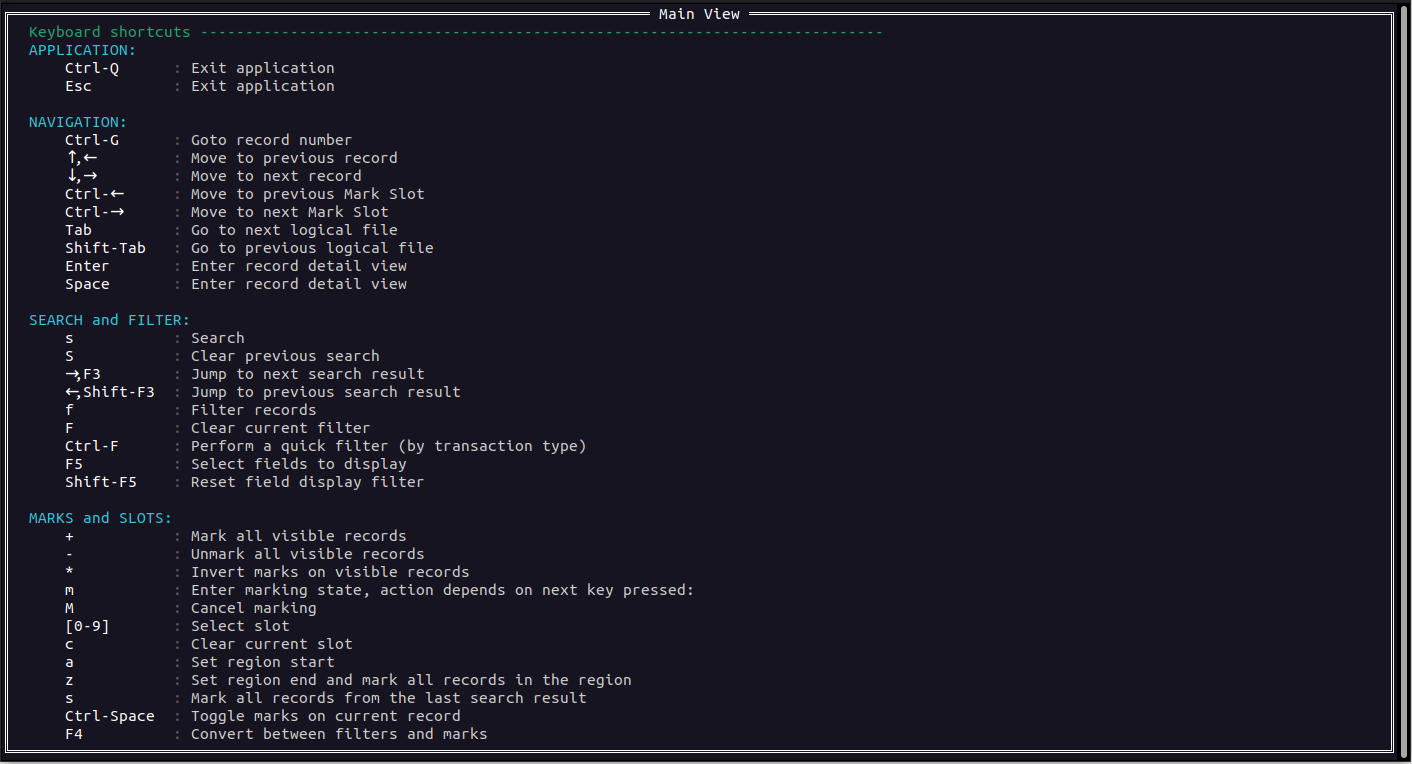 Main View
Keyboard shortcuts ----------------------------------------------------------------------------
APPLICATION:
Ctrl-Q : Exit application
Esc : Exit application
NAVIGATION:
Ctrl-G : Goto record number
↑,← : Move to previous record
↓,→ : Move to next record
Ctrl-← : Move to previous Mark Slot
Ctrl-→ : Move to next Mark Slot
Tab : Go to next logical file
Shift-Tab : Go to previous logical file
Enter : Enter record detail view
Space : Enter record detail view
SEARCH and FILTER:
s : Search
S : Clear previous search
→,F3 : Jump to next search result
←,Shift-F3 : Jump to previous search result
f : Filter records
F : Clear current filter
Ctrl-F : Perform a quick filter (by transaction type)
F5 : Select fields to display
Shift-F5 : Reset field display filter
MARKS and SLOTS:
+ : Mark all visible records
- : Unmark all visible records
* : Invert marks on visible records
m : Enter marking state, action depends on next key pressed:
M : Cancel marking
[0-9] : Select slot
c : Clear current slot
a : Set region start
z : Set region end and mark all records in the region
s : Mark all records from the last search result
Ctrl-Space : Toggle marks on current record
F4 : Convert between filters and marks